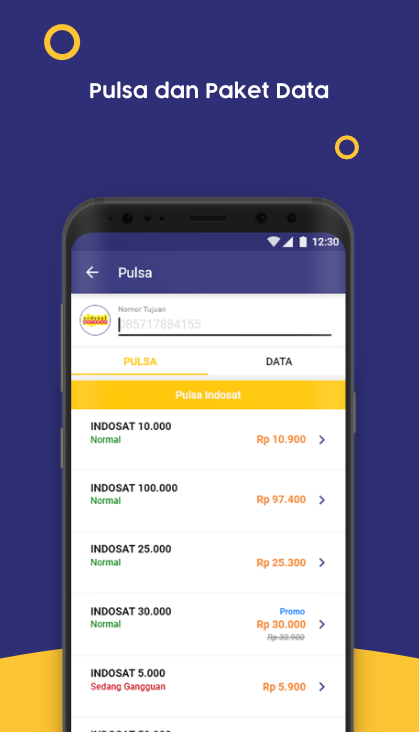 Pulsa dan Paket Data
12:30
Pulsa
Nomor Tujuan
085717884155
PULSA
DATA
Pulsa Indosat
INDOSAT 10.000
Normal
Rp 10.900
INDOSAT 100.000
Normal
Rp 97.400
INDOSAT 25.000
Normal
Rp 25.300
INDOSAT 30.000
Normal
Promo
Rp 30.000
Rp 30.900
INDOSAT 5.000
Sedang Gangguan
Rp 5.900